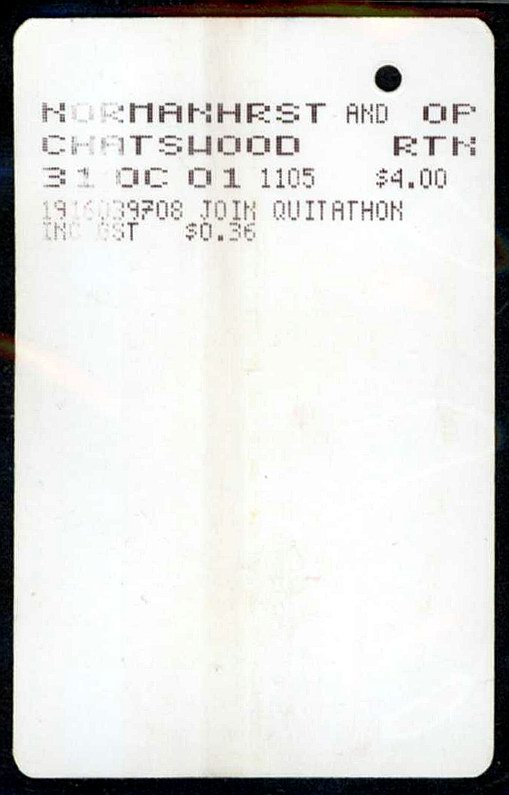 NORMANHRST AND OP
CHATSWOOD RTN
31 OC 01 1105 $4.00
1916039708 JOIN QUITATHON
INC GST $0.36